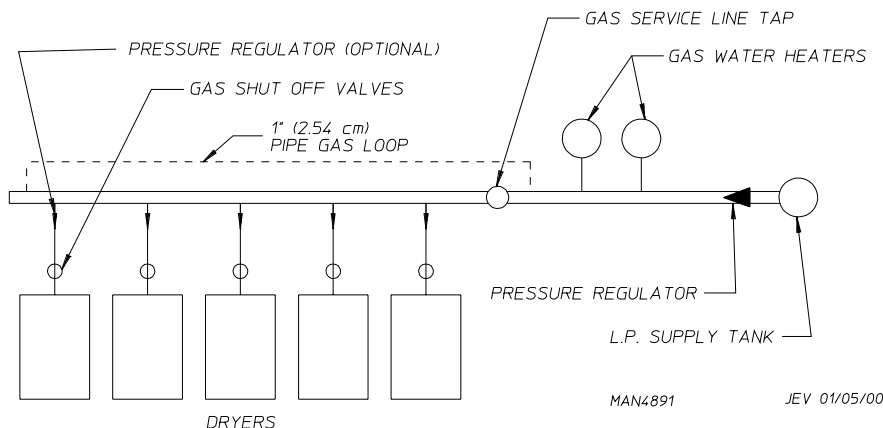 GAS SERVICE LINE TAP
PRESSURE REGULATOR (OPTIONAL)
GAS WATER HEATERS
GAS SHUT OFF VALVES
1" (2.54 cm)
PIPE GAS LOOP
PRESSURE REGULATOR
L.P. SUPPLY TANK
MAN4891
JEV 01/05/00
DRYERS